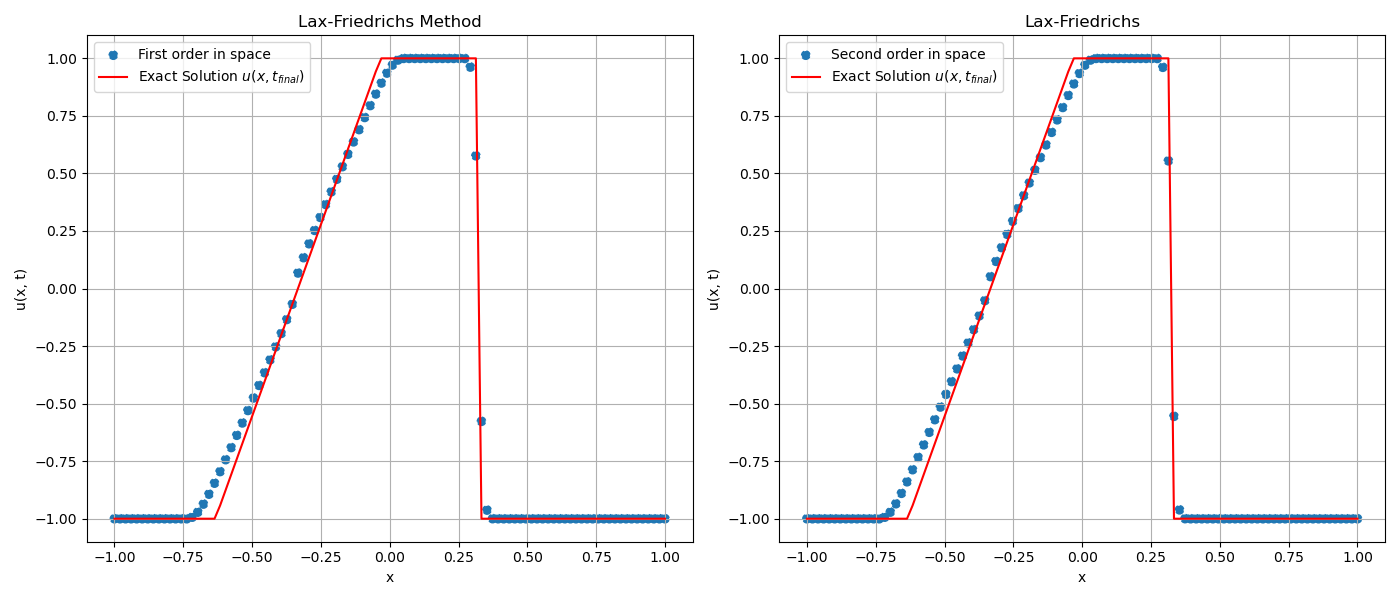 Lax-Friedrichs Method
First order in space
Exact Solution u(x, t_{final})
1.00
0.75
0.50
0.25
0.00
−0.25
−0.50
−0.75
−1.00
u(x, t)
−1.00 −0.75 −0.50 −0.25 0.00 0.25 0.50 0.75 1.00
x
Lax-Friedrichs
Second order in space
Exact Solution u(x, t_{final})
1.00
0.75
0.50
0.25
0.00
−0.25
−0.50
−0.75
−1.00
u(x, t)
−1.00 −0.75 −0.50 −0.25 0.00 0.25 0.50 0.75 1.00
x